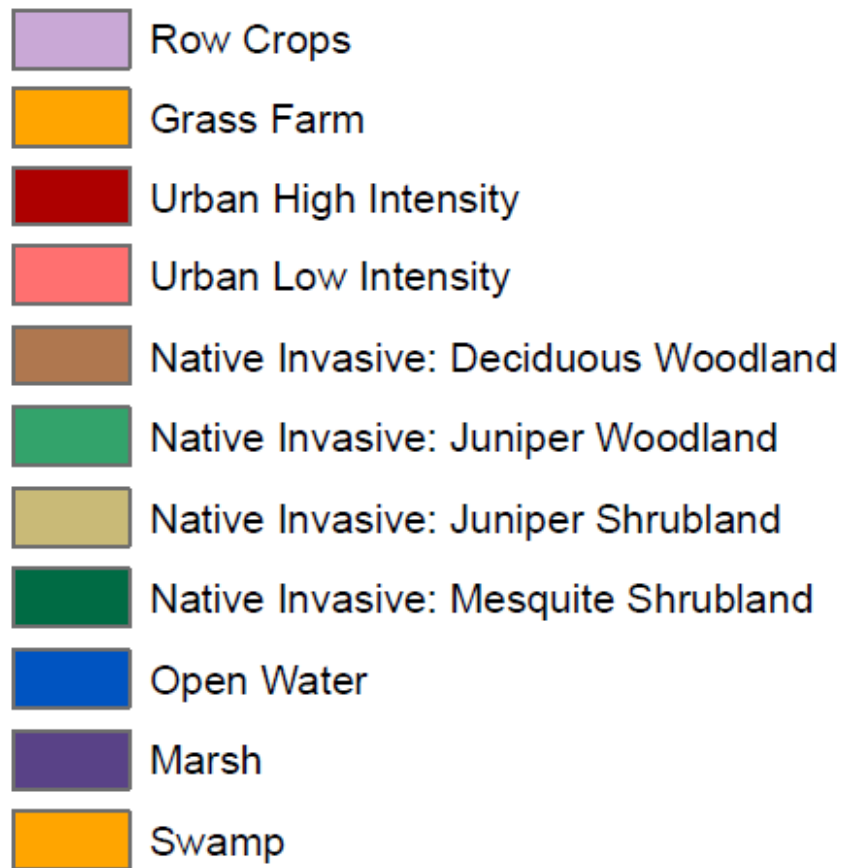 Row Crops
Grass Farm
Urban High Intensity
Urban Low Intensity
Native Invasive: Deciduous Woodland
Native Invasive: Juniper Woodland
Native Invasive: Juniper Shrubland
Native Invasive: Mesquite Shrubland
Open Water
Marsh
Swamp